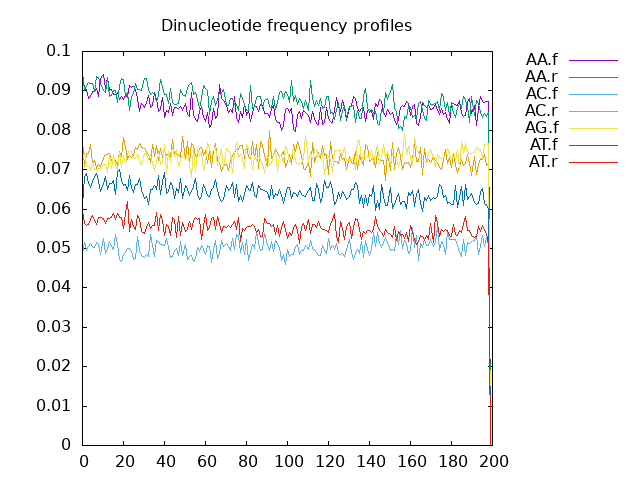 Dinucleotide frequency profiles
0.1
0.09
0.08
0.07
0.06
0.05
0.04
0.03
0.02
0.01
0
0 20 40 60 80 100 120 140 160 180 200
AA.f
AA.r
AC.f
AC.r
AG.f
AT.f
AT.r